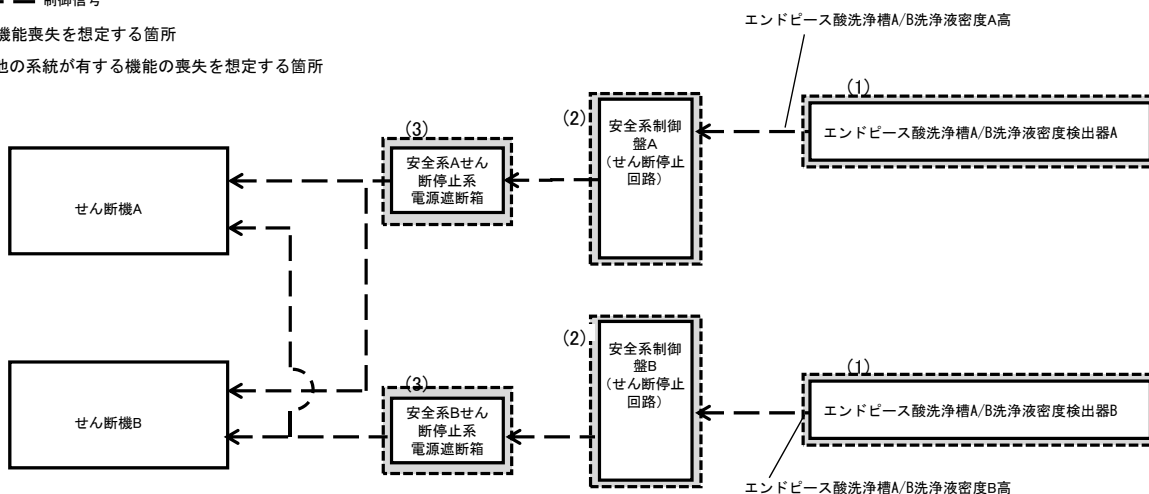 制御信号
機能喪失を想定する箇所
他の系統が有する機能の喪失を想定する箇所
エンドピース酸洗浄槽A/B洗浄液密度A高
(1)
エンドピース酸洗浄槽A/B洗浄液密度検出器A
(2)
安全系制御
盤A
(せん断停止
回路)
(3)
安全系Aせん
断停止系
電源遮断箱
せん断機A
(1)
エンドピース酸洗浄槽A/B洗浄液密度検出器B
(2)
安全系制御
盤B
(せん断停止
回路)
(3)
安全系Bせん
断停止系
電源遮断箱
せん断機B
エンドピース酸洗浄槽A/B洗浄液密度B高